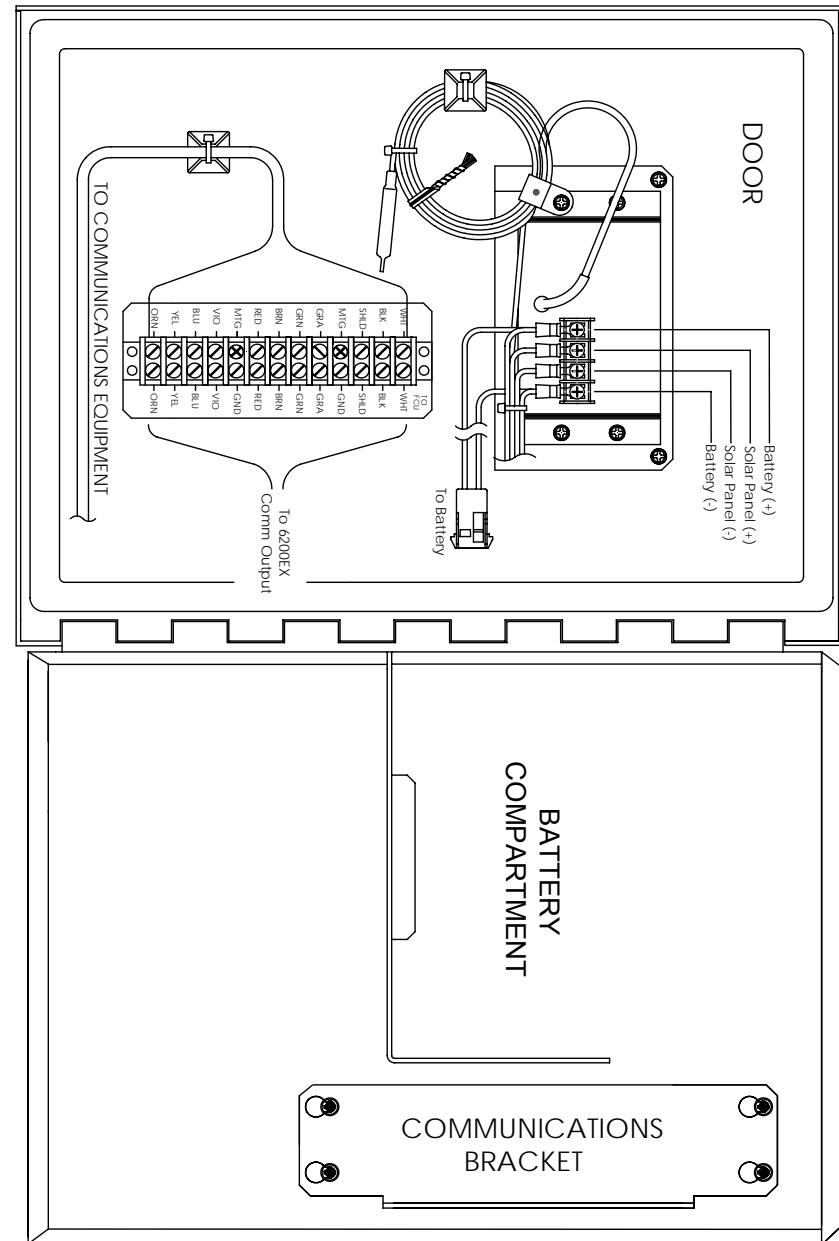 DOOR
Battery (+)
Solar Panel (+)
Solar Panel (-)
Battery (-)
To Battery
TO COMMUNICATIONS EQUIPMENT
ORN
YEL
BLU
VIO
MTG
RED
BRN
GRN
GRA
MTG
SHLD
BLK
WHT
ORN
YEL
BLU
VIO
GND
RED
BRN
GRN
GRA
GND
SHLD
BLK
WHT
TO
FCU
To 6200EX
Comm Output
BATTERY
COMPARTMENT
COMMUNICATIONS
BRACKET